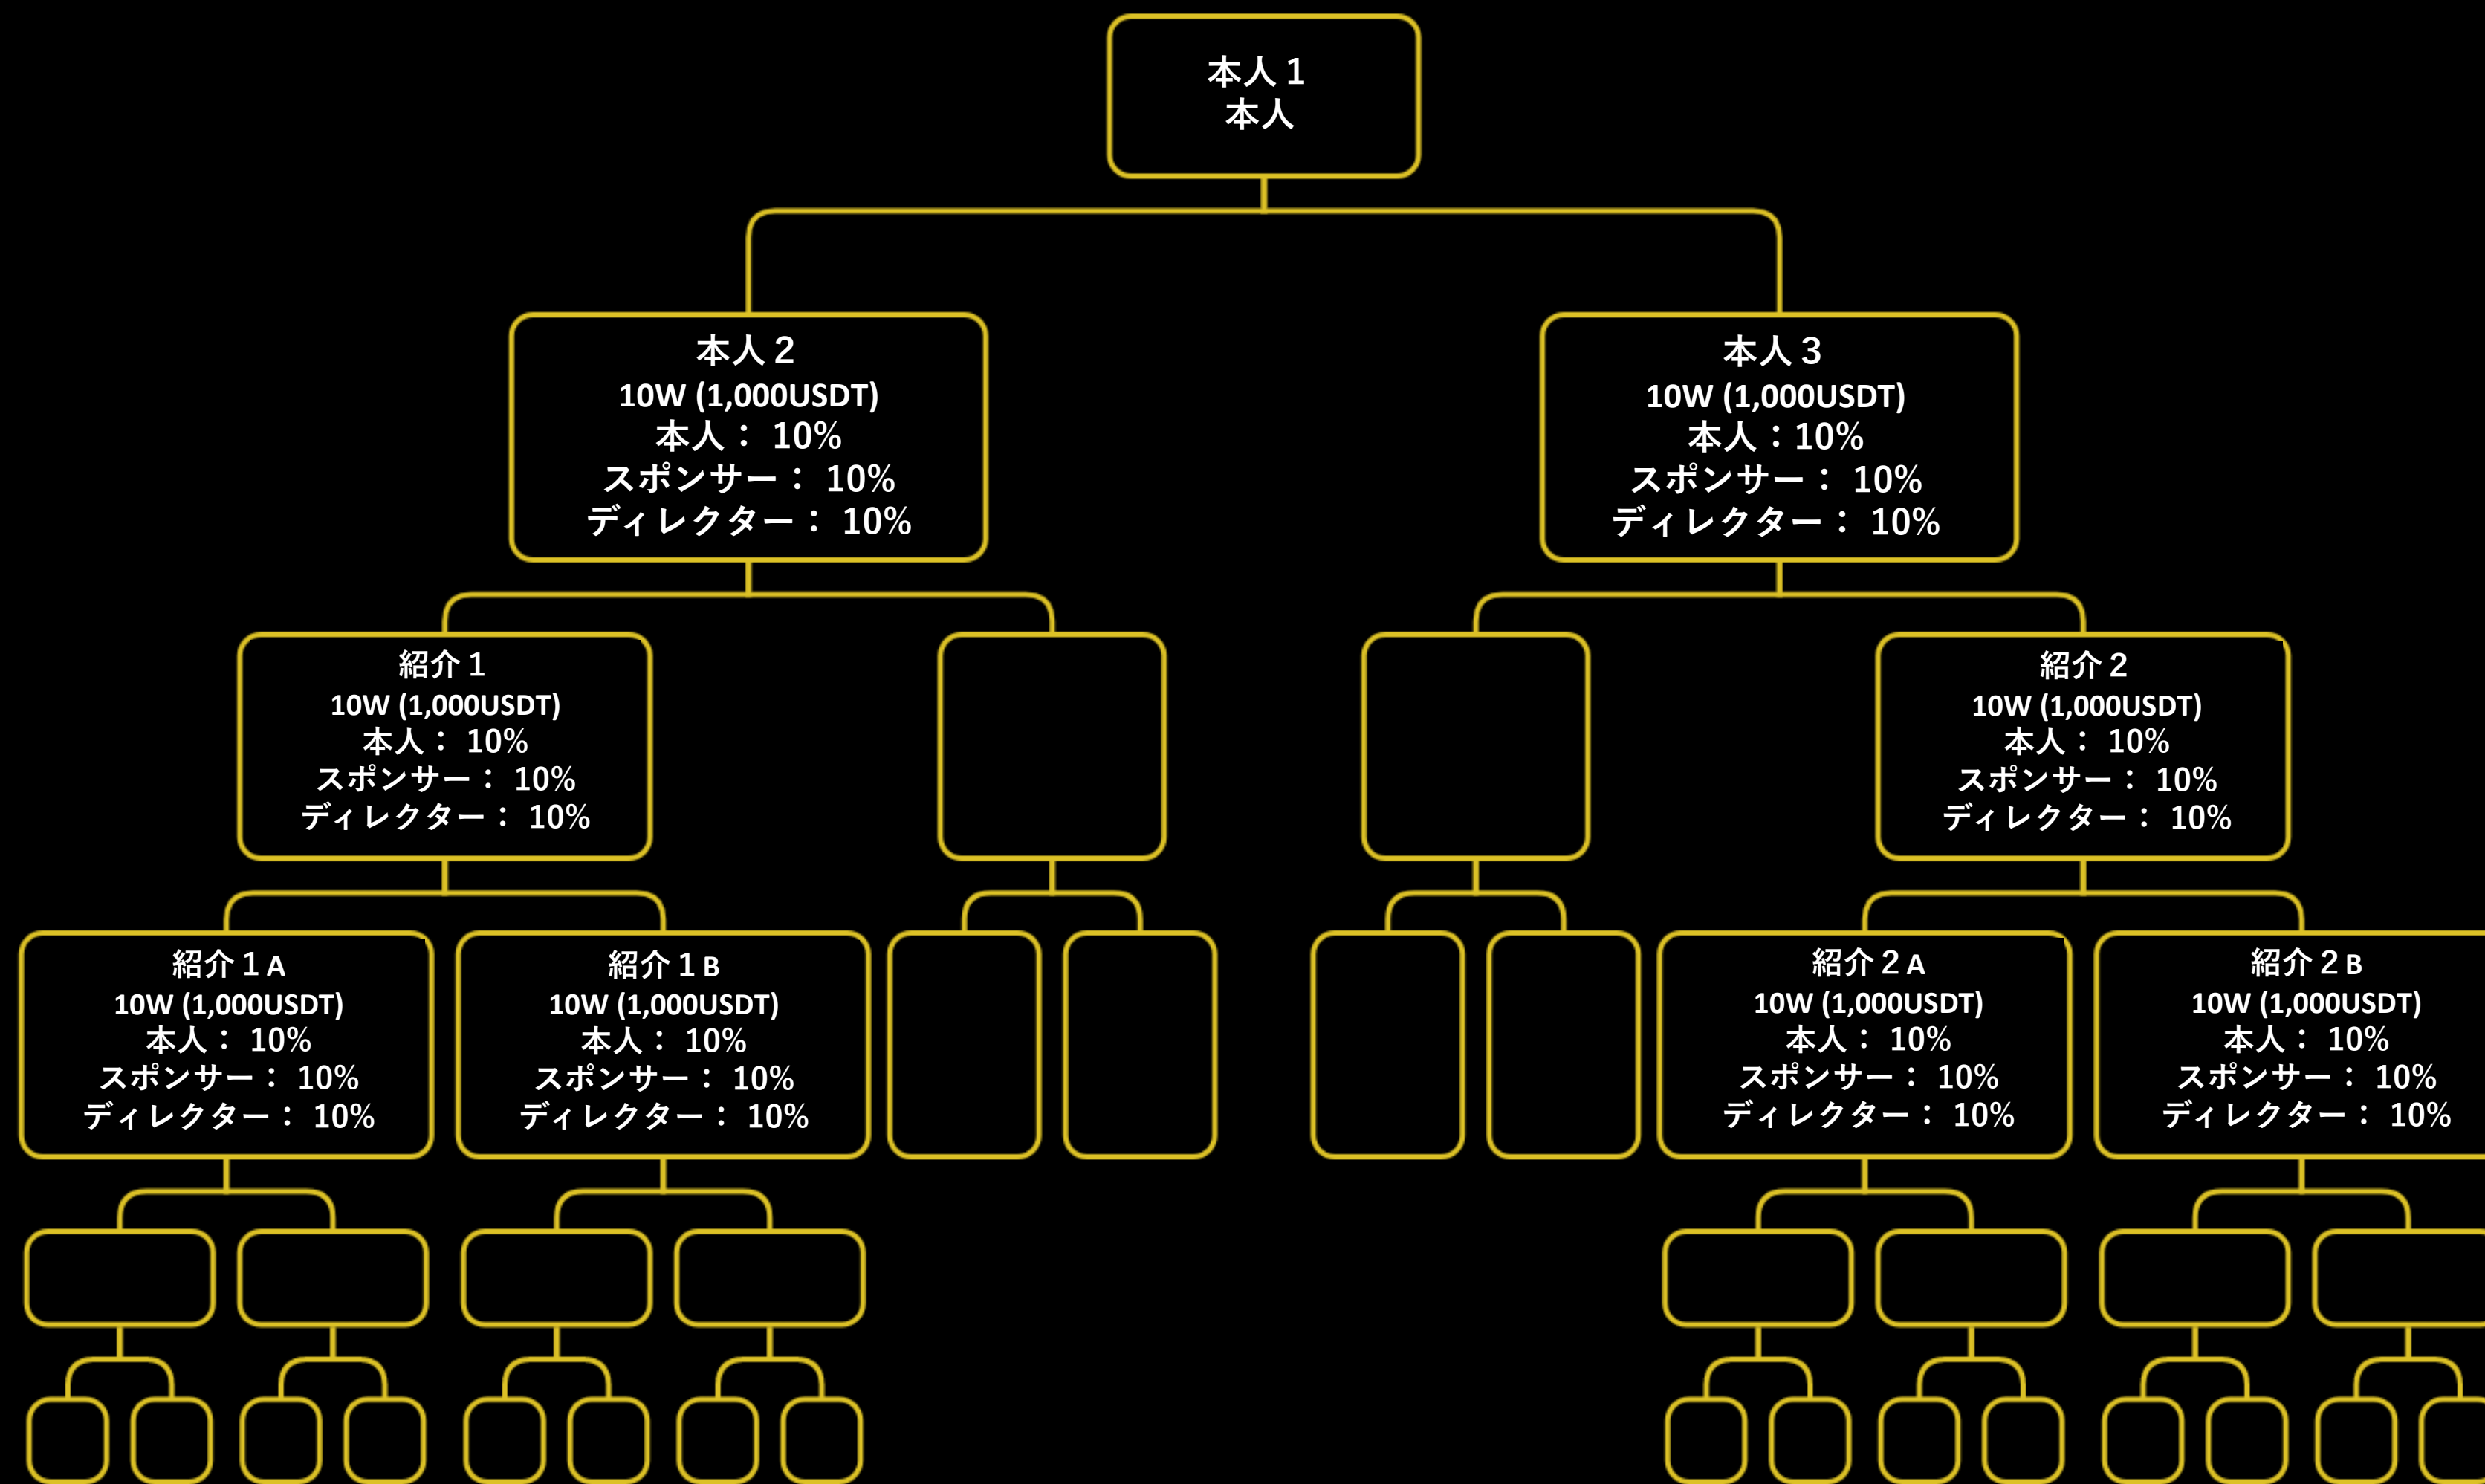 本人１
本人
本人２
10W (1,000USDT)
本人： 10%
スポンサー： 10%
ディレクター： 10%
本人３
10W (1,000USDT)
本人：10%
スポンサー： 10%
ディレクター： 10%
紹介１
10W (1,000USDT)
本人： 10%
スポンサー： 10%
ディレクター： 10%
紹介２
10W (1,000USDT)
本人： 10%
スポンサー： 10%
ディレクター： 10%
紹介１A
10W (1,000USDT)
本人： 10%
スポンサー： 10%
ディレクター： 10%
紹介１B
10W (1,000USDT)
本人： 10%
スポンサー： 10%
ディレクター： 10%
紹介２A
10W (1,000USDT)
本人： 10%
スポンサー： 10%
ディレクター： 10%
紹介２B
10W (1,000USDT)
本人： 10%
スポンサー： 10%
ディレクター： 10%